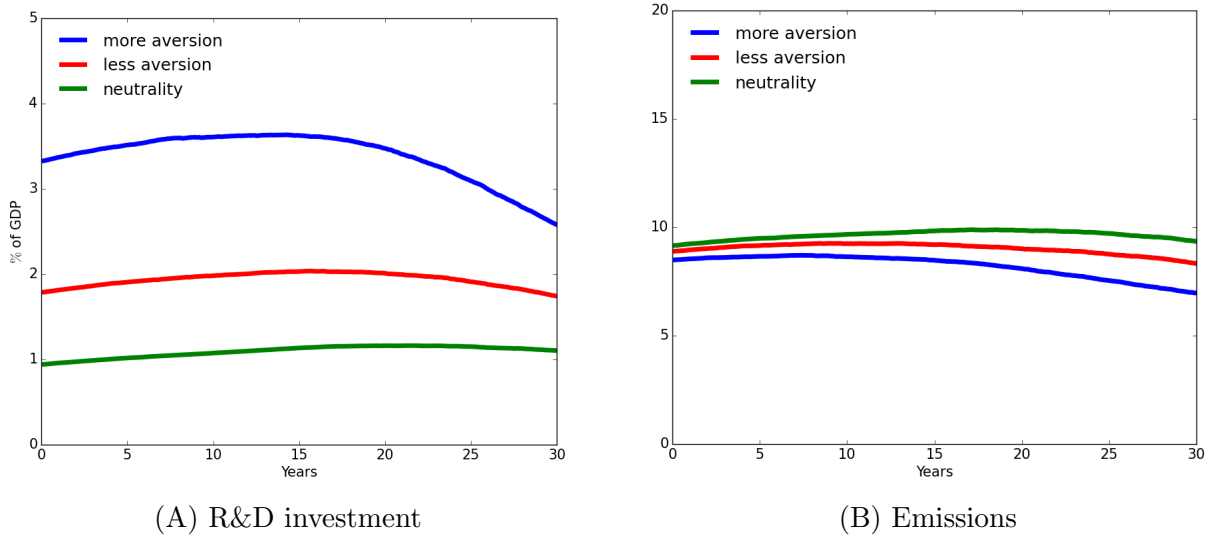 5
4
3
2
1
0
% of GDP
more aversion
less aversion
neutrality
0 5 10 15 20 25 30
Years
(A) R&D investment
20
15
10
5
0
more aversion
less aversion
neutrality
0 5 10 15 20 25 30
Years
(B) Emissions